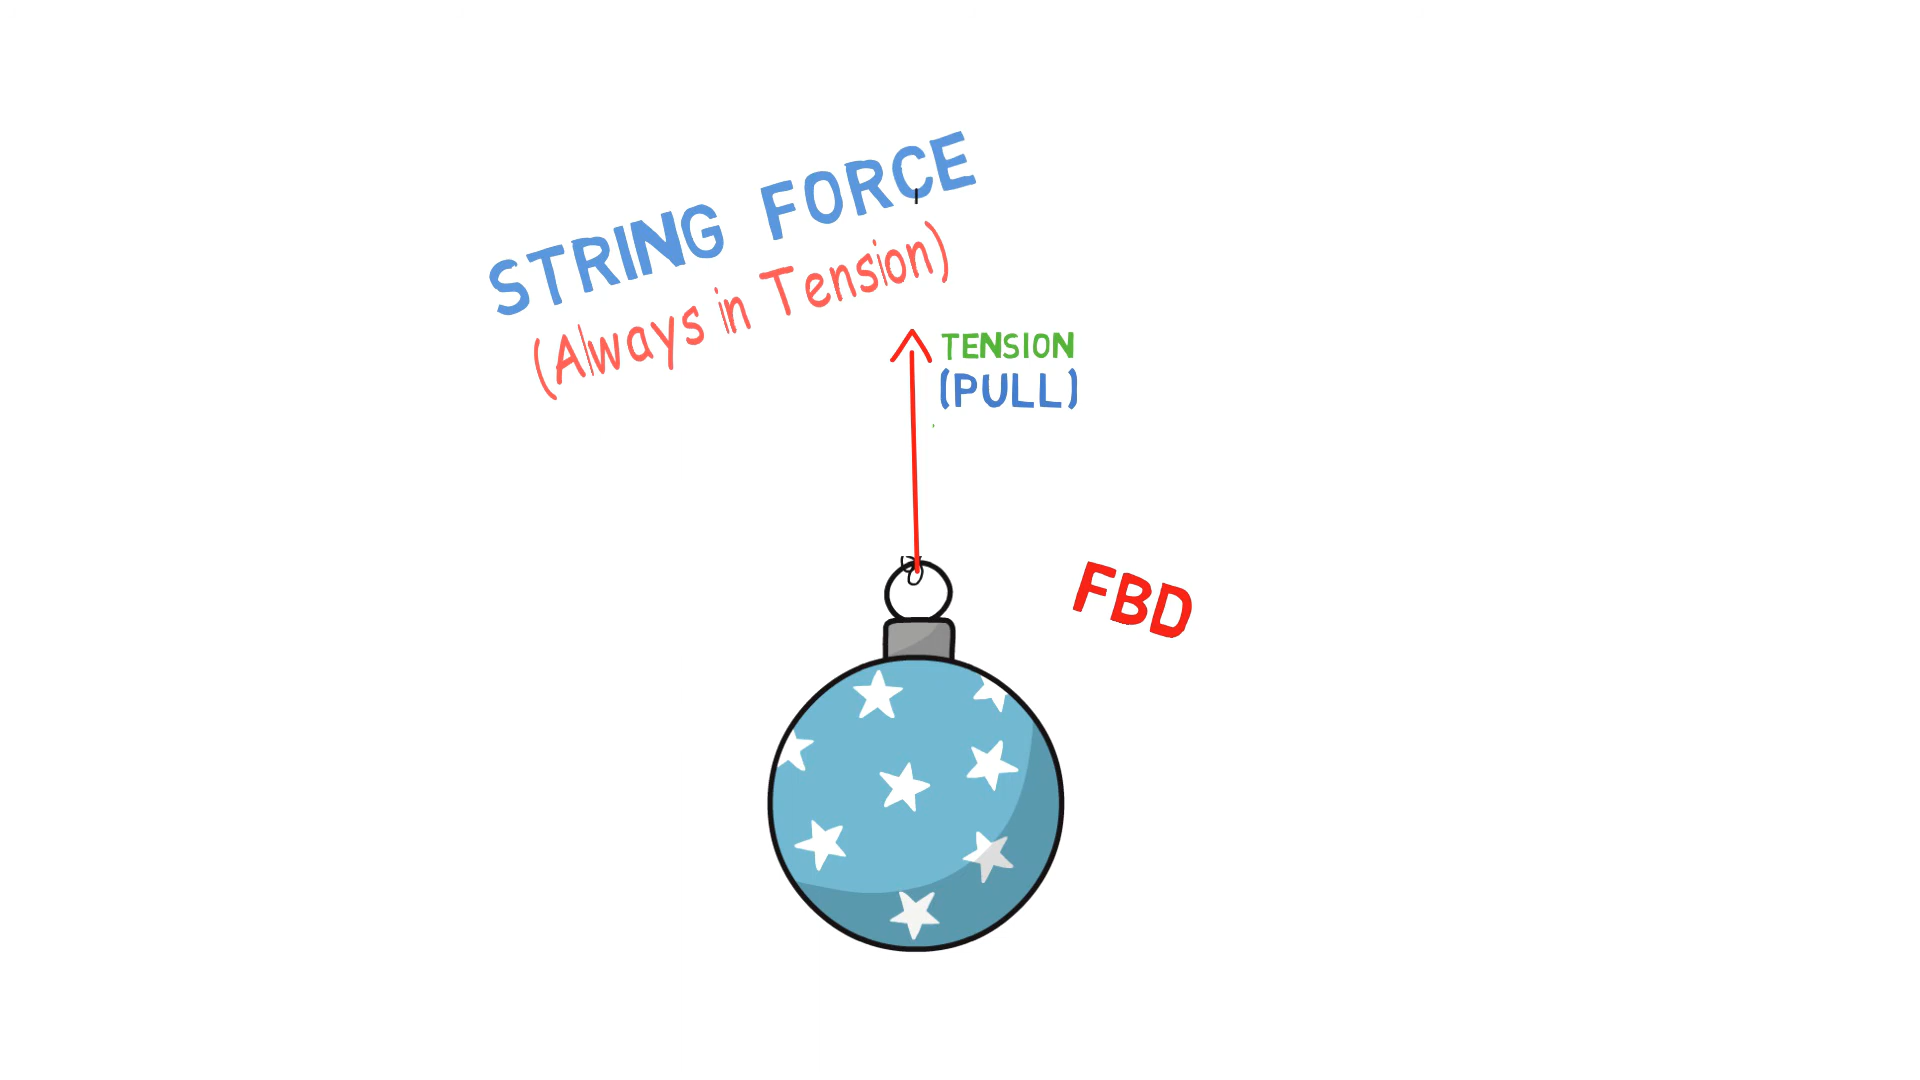 STRING FORCE
(Always in Tension)
TENSION
(PULL)
FBD